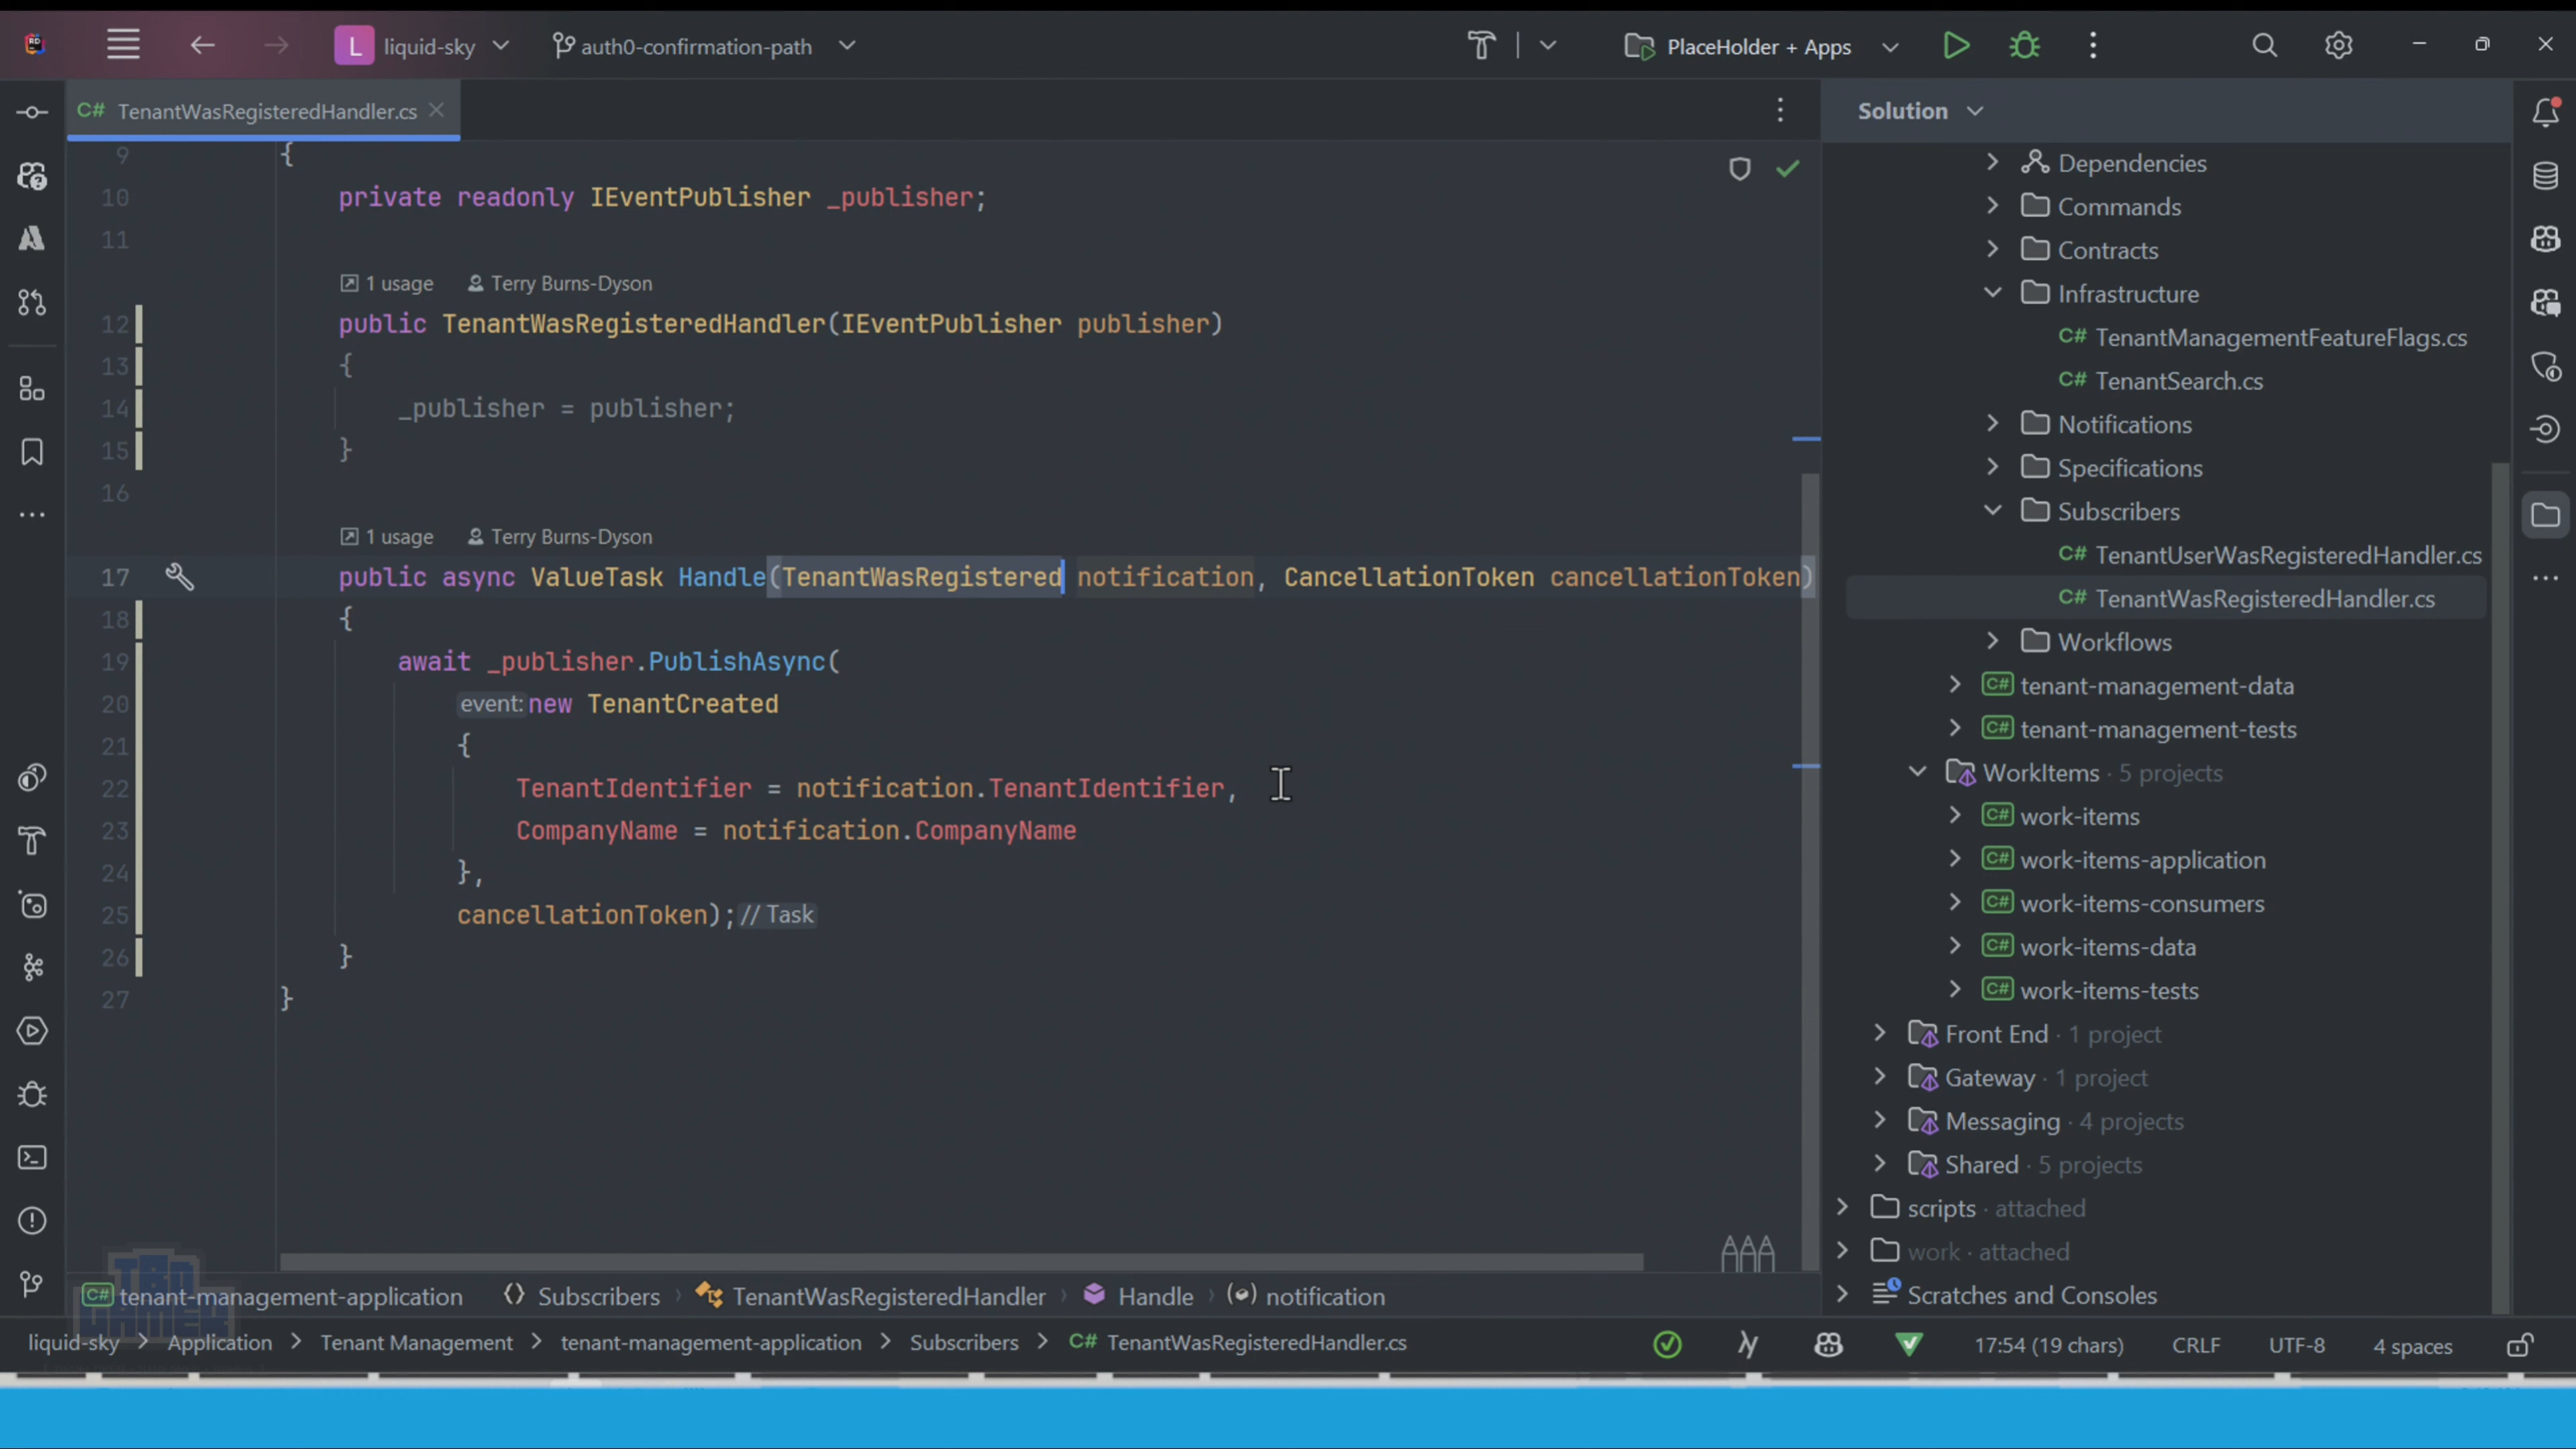 RD L liquid-sky auth0-confirmation-path PlaceHolder + Apps
C# TenantWasRegisteredHandler.cs
Solution
9 {
10 private readonly IEventPublisher _publisher;
11
1 usage Terry Burns-Dyson
12 public TenantWasRegisteredHandler(IEventPublisher publisher)
13 {
14 _publisher = publisher;
15 }
16
1 usage Terry Burns-Dyson
17 public async ValueTask Handle(TenantWasRegistered notification, CancellationToken cancellationToken)
18 {
19 await _publisher.PublishAsync(
20 event: new TenantCreated
21 {
22 TenantIdentifier = notification.TenantIdentifier,
23 CompanyName = notification.CompanyName
24 },
25 cancellationToken); // Task
26 }
27 }
Dependencies
Commands
Contracts
Infrastructure
C# TenantManagementFeatureFlags.cs
C# TenantSearch.cs
Notifications
Specifications
Subscribers
C# TenantUserWasRegisteredHandler.cs
C# TenantWasRegisteredHandler.cs
Workflows
C# tenant-management-data
C# tenant-management-tests
WorkItems · 5 projects
C# work-items
C# work-items-application
C# work-items-consumers
C# work-items-data
C# work-items-tests
Front End · 1 project
Gateway · 1 project
Messaging · 4 projects
Shared · 5 projects
scripts · attached
work · attached
Scratches and Consoles
C# tenant-management-application Subscribers TenantWasRegisteredHandler Handle notification
liquid-sky Application Tenant Management tenant-management-application Subscribers C# TenantWasRegisteredHandler.cs
17:54 (19 chars) CRLF UTF-8 4 spaces